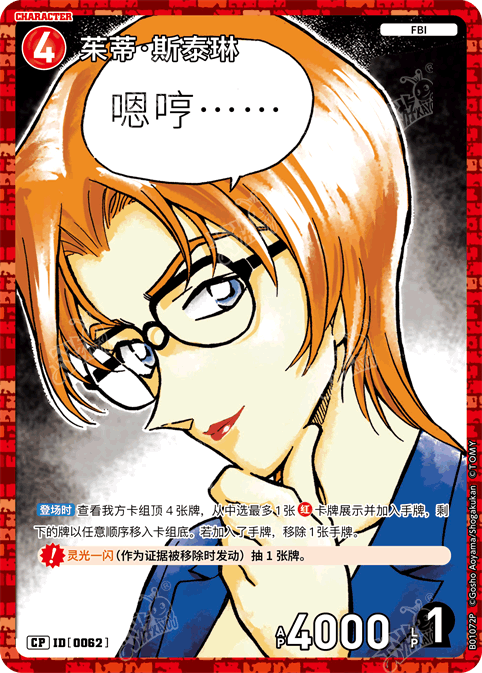 CHARACTER
4
茱蒂·斯泰琳
FBI
嗯哼……
登场时 查看我方卡组顶 4 张牌，从中选最多 1 张 红 卡牌展示并加入手牌，剩
下的牌以任意顺序移入卡组底。若加入了手牌，移除 1 张手牌。
灵光一闪(作为证据被移除时发动) 抽 1 张牌。
CP ID[0062]
AP 4000
LP 1
B01072P ©Gosho Aoyama/Shogakukan ©TOMY